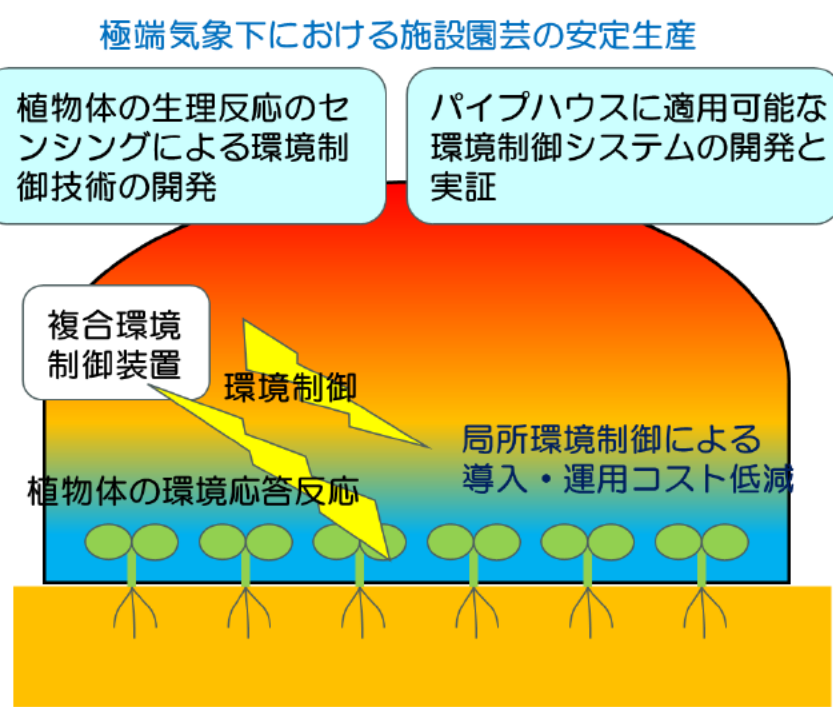 極端気象下における施設園芸の安定生産
植物体の生理反応のセ
ンシングによる環境制
御技術の開発
パイプハウスに適用可能な
環境制御システムの開発と
実証
複合環境
制御装置
環境制御
局所環境制御による
導入・運用コスト低減
植物体の環境応答反応